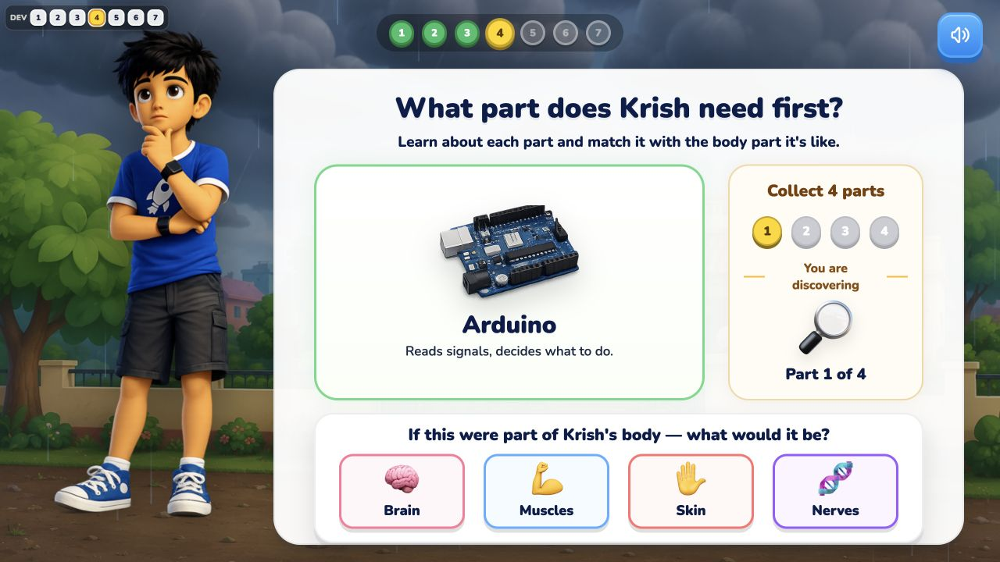 DEV 1 2 3 4 5 6 7
1 2 3 4 5 6 7
What part does Krish need first?
Learn about each part and match it with the body part it's like.
Arduino
Reads signals, decides what to do.
Collect 4 parts
1 2 3 4
You are
discovering
Part 1 of 4
If this were part of Krish's body — what would it be?
Brain
Muscles
Skin
Nerves